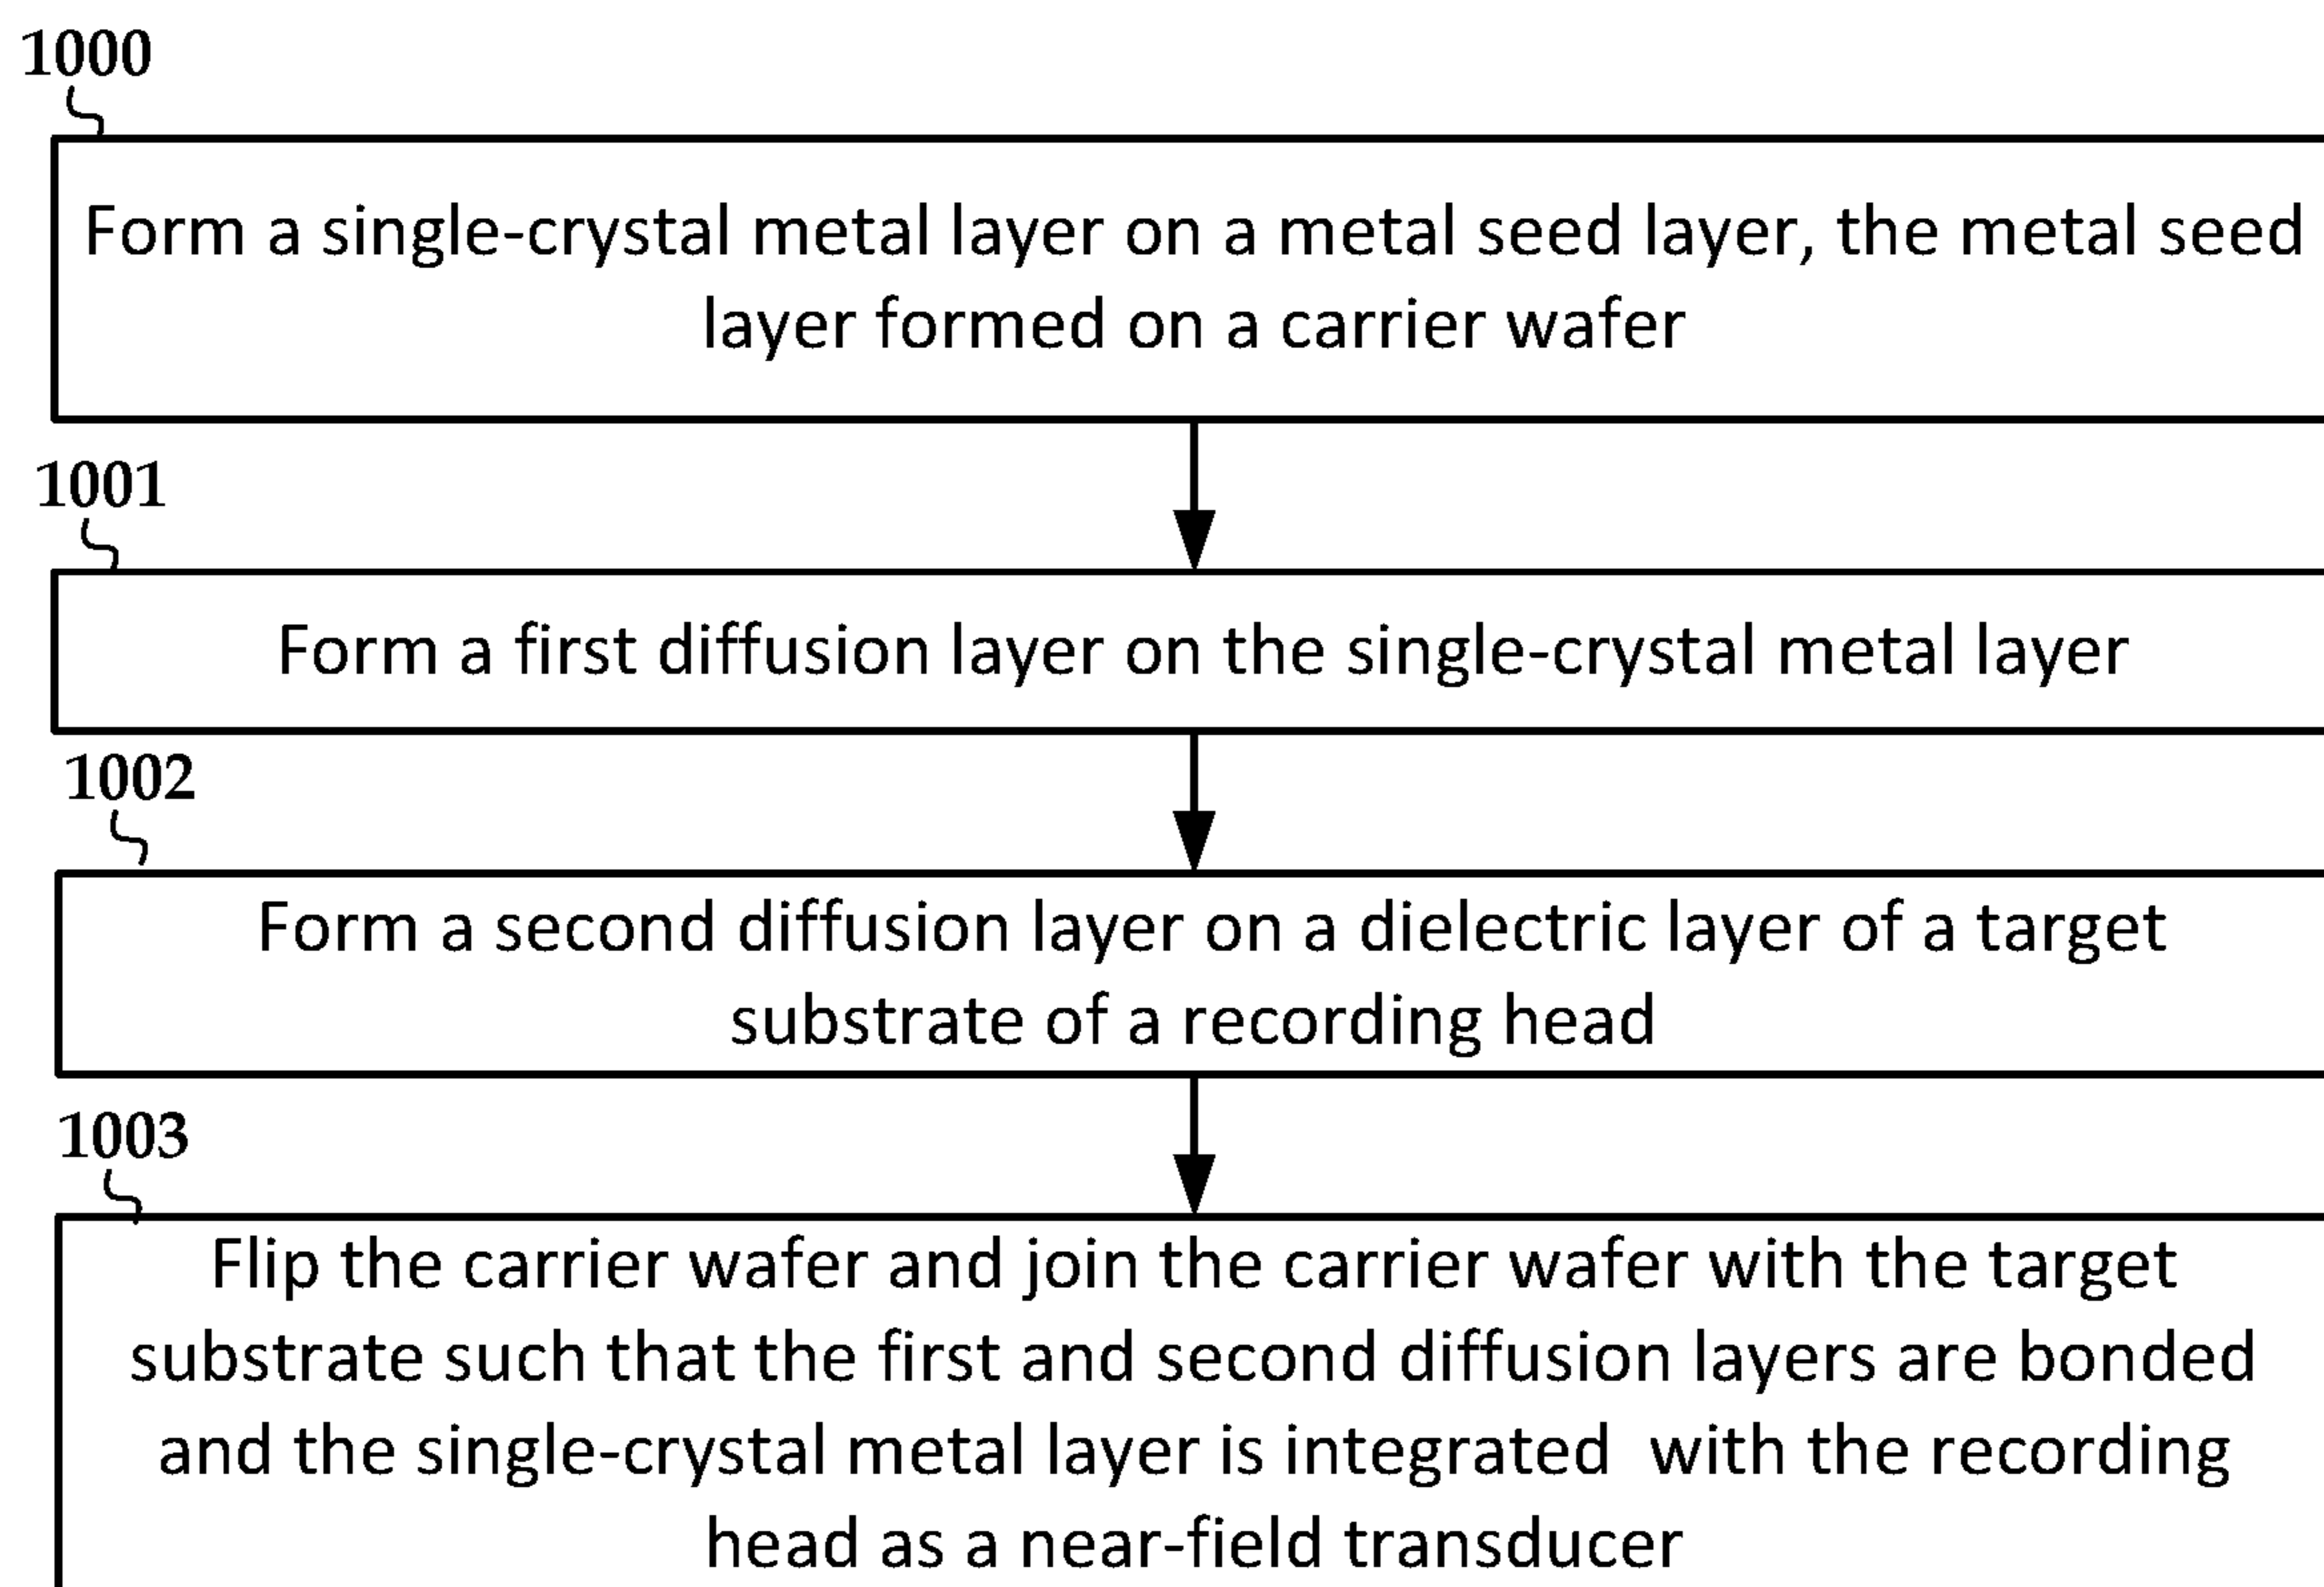 1000
Form a single-crystal metal layer on a metal seed layer, the metal seed
layer formed on a carrier wafer
1001
Form a first diffusion layer on the single-crystal metal layer
1002
Form a second diffusion layer on a dielectric layer of a target
substrate of a recording head
1003
Flip the carrier wafer and join the carrier wafer with the target
substrate such that the first and second diffusion layers are bonded
and the single-crystal metal layer is integrated  with the recording
head as a near-field transducer